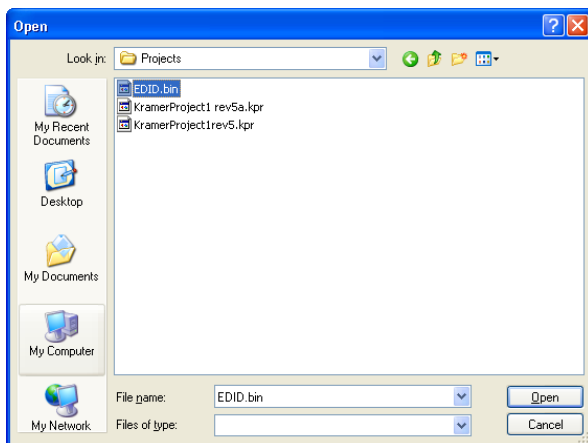 Open
Look in: Projects
EDID.bin
KramerProject1 rev5a.kpr
KramerProject1rev5.kpr
My Recent
Documents
Desktop
My Documents
My Computer
My Network
File name: EDID.bin Open
Files of type: Cancel